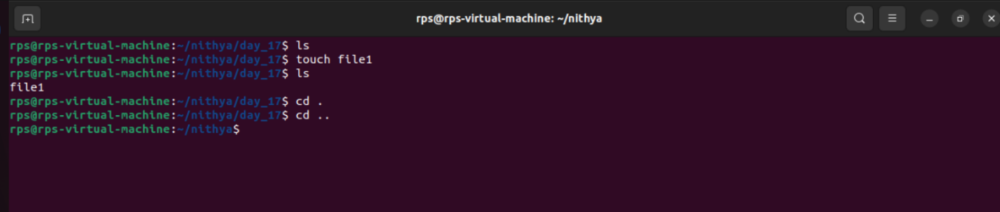 rps@rps-virtual-machine: ~/nithya
rps@rps-virtual-machine:~/nithya/day_17$ ls
rps@rps-virtual-machine:~/nithya/day_17$ touch file1
rps@rps-virtual-machine:~/nithya/day_17$ ls
file1
rps@rps-virtual-machine:~/nithya/day_17$ cd .
rps@rps-virtual-machine:~/nithya/day_17$ cd ..
rps@rps-virtual-machine:~/nithya$